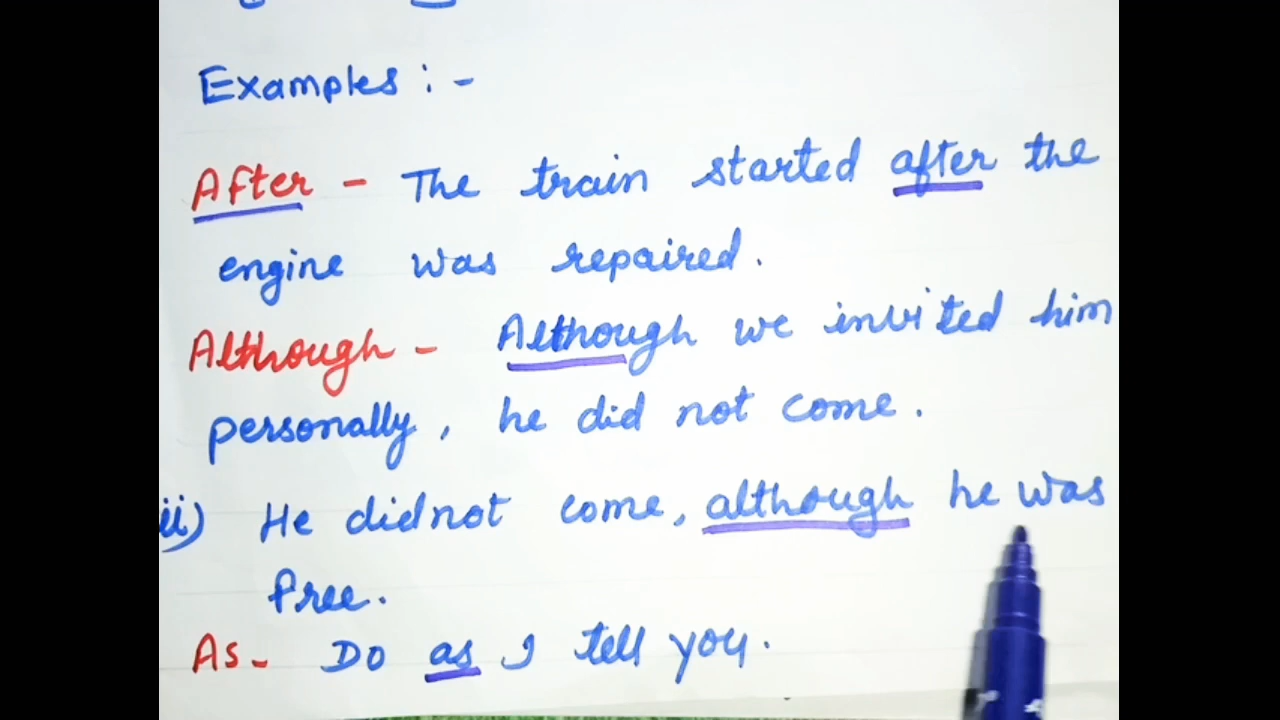 Examples :-
After - The train started after the
engine was repaired.
Although - Although we invited him
personally, he did not come.
ii) He didnot come, although he was
free.
As - Do as I tell you.